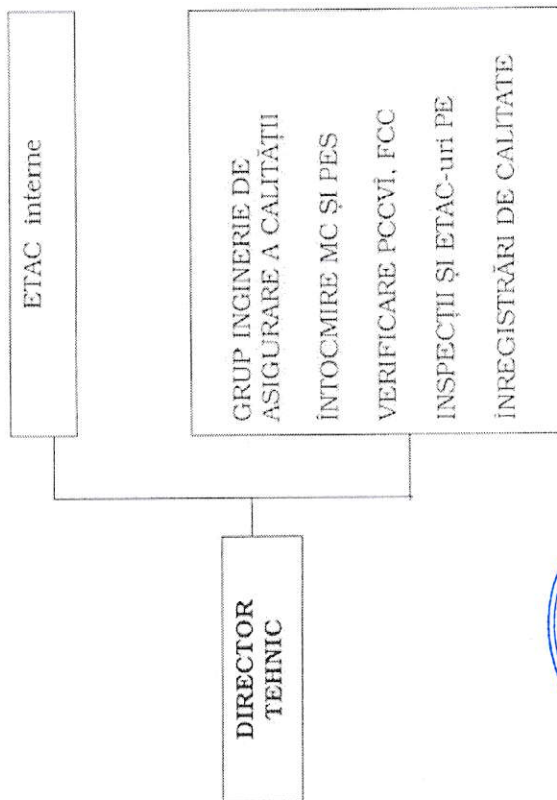 ETAC interne
DIRECTOR
TEHNIC
GRUP INGINERIE DE
ASIGURARE A CALITĂȚII
ÎNTOCMIRE MC ȘI PES
VERIFICARE PCCVÎ, FCC
INSPECȚII ȘI ETAC-uri PE
ÎNREGISTRĂRI DE CALITATE